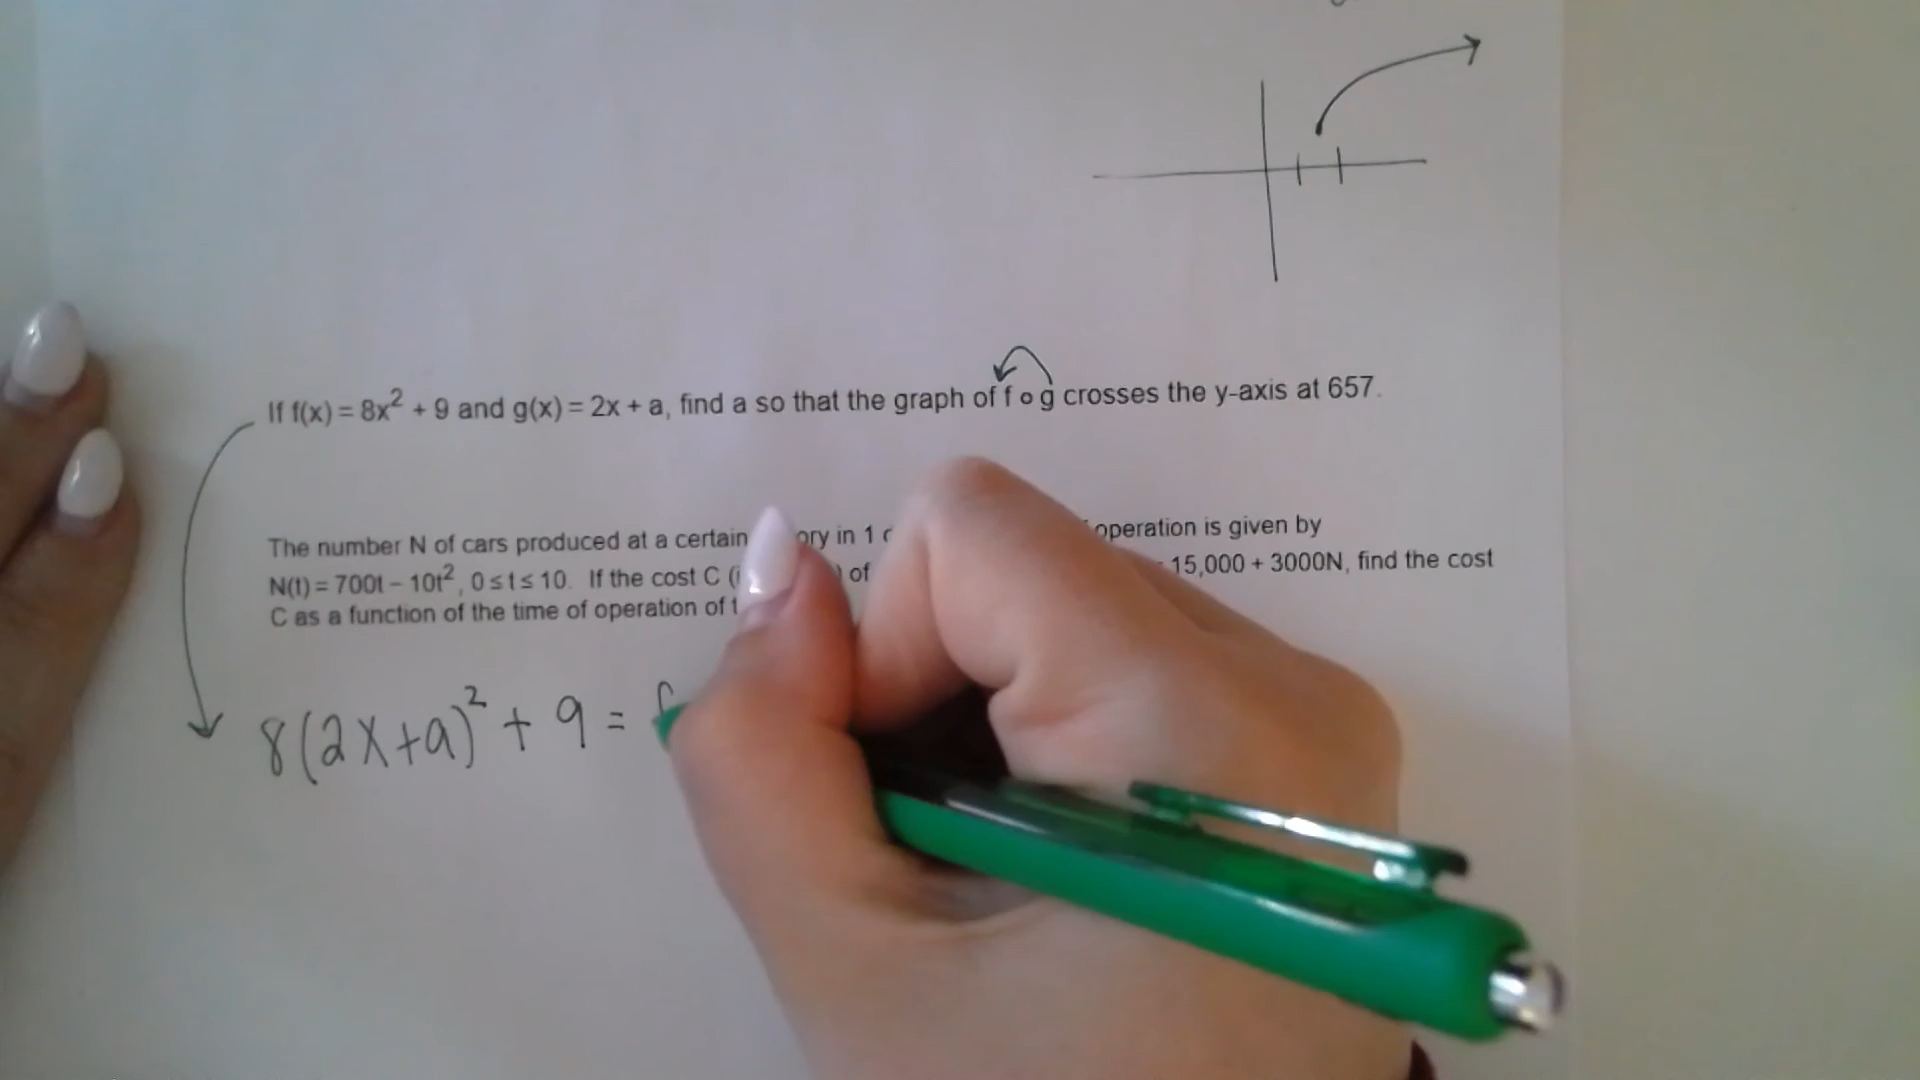 If f(x) = 8x² + 9 and g(x) = 2x + a, find a so that the graph of f o g crosses the y-axis at 657.
The number N of cars produced at a certain in 1 operation is given by
N(t) = 700t – 10t², 0 ≤ t ≤ 10. If the cost C of 15,000 + 3000N, find the cost
C as a function of the time of operation of
8(2x+a)² + 9 =